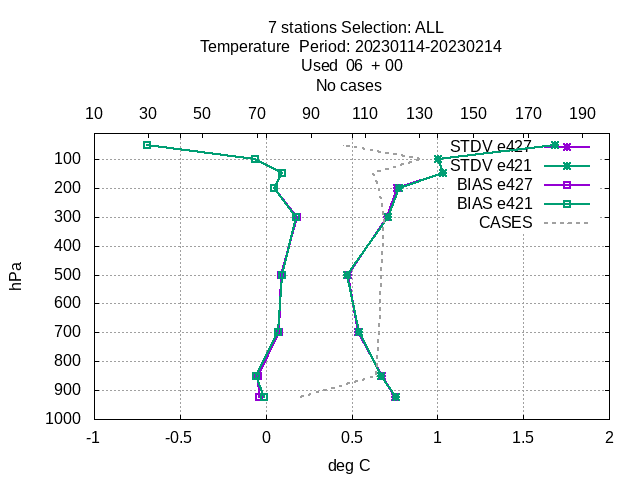 7 stations Selection: ALL
Temperature  Period: 20230114-20230214
Used  06  + 00
No cases
10 30 50 70 90 110 130 150 170 190
STDV e427
100
STDV e421
BIAS e427
200
BIAS e421
300
CASES
400
hPa
500
600
700
800
900
1000
-1 -0.5 0 0.5 1 1.5 2
deg C